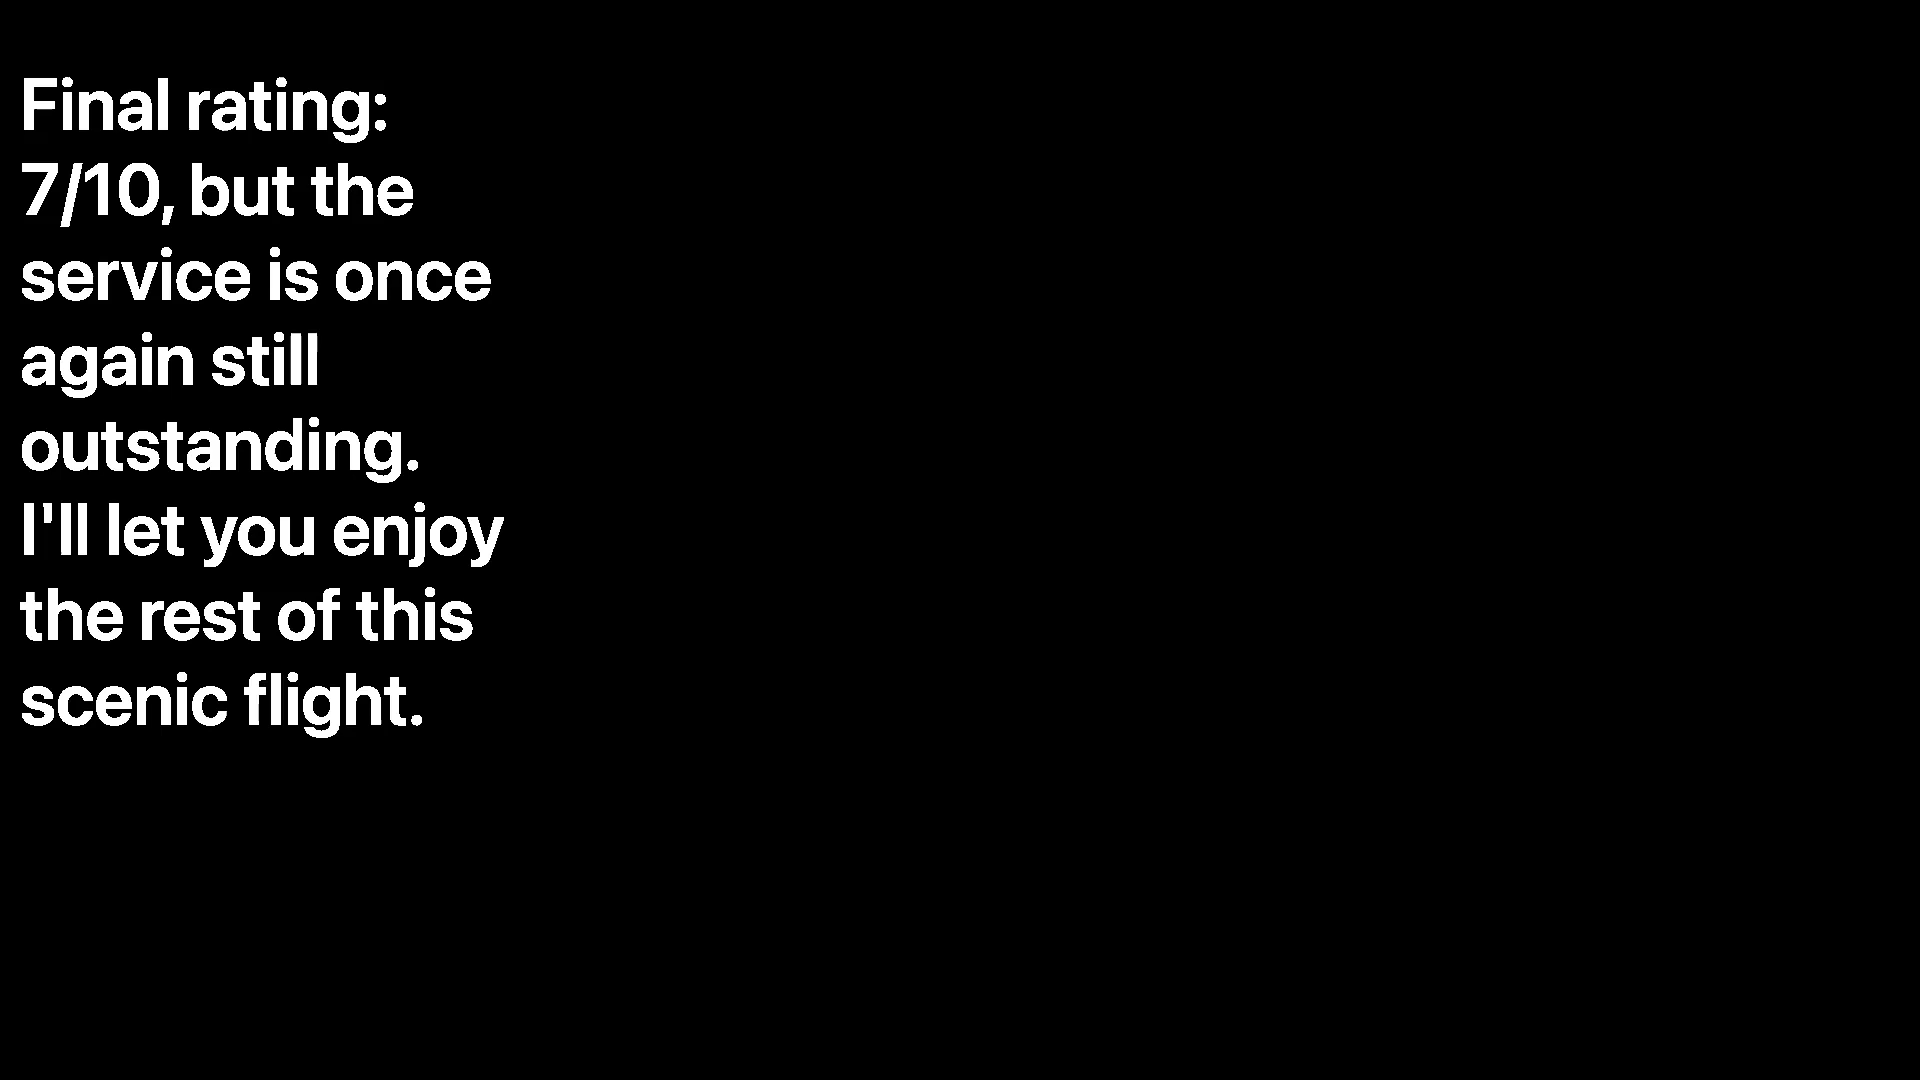 Final rating:
7/10, but the
service is once
again still
outstanding.
I'll let you enjoy
the rest of this
scenic flight.